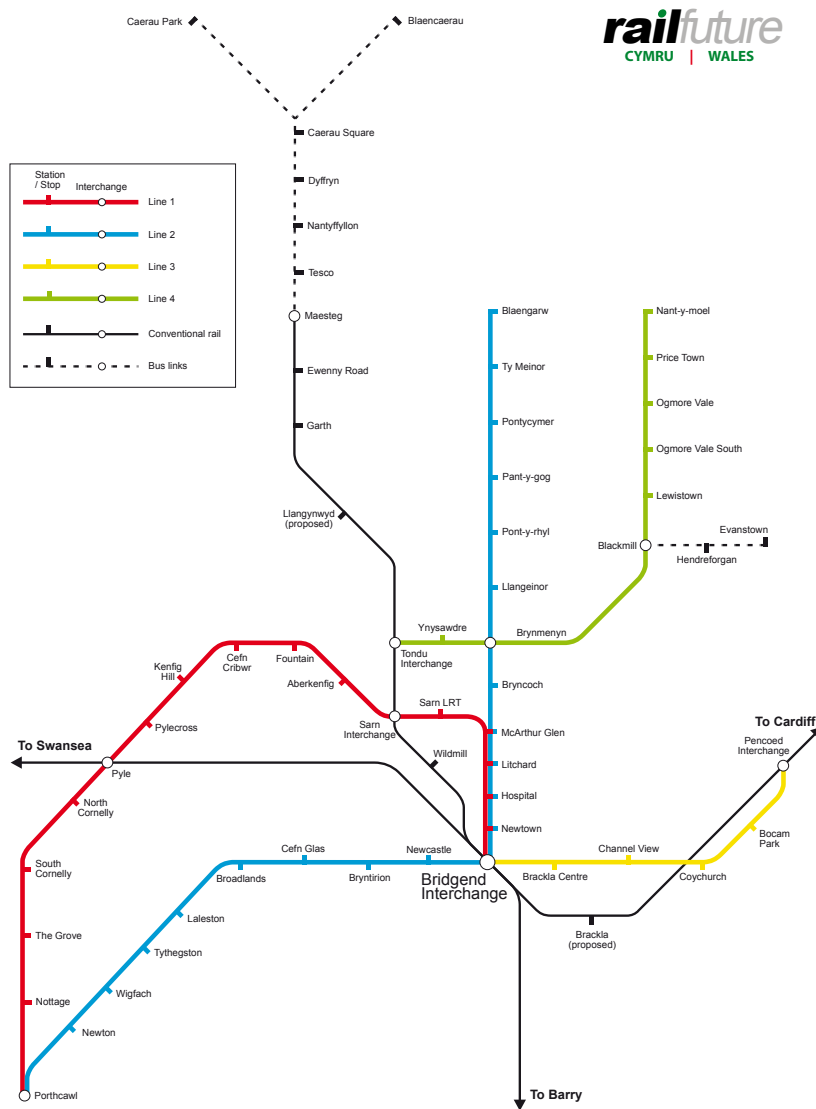 Caerau Park
Blaencaerau
railfuture
CYMRU | WALES
Caerau Square
Station
/ Stop
Interchange
Line 1
Line 2
Line 3
Line 4
Conventional rail
Bus links
Dyffryn
Nantyffyllon
Tesco
Maesteg
Ewenny Road
Garth
Llangynwyd
(proposed)
Blaengarw
Ty Meinor
Pontycymer
Pant-y-gog
Pont-y-rhyl
Llangeinor
Nant-y-moel
Price Town
Ogmore Vale
Ogmore Vale South
Lewistown
Blackmill
Evanstown
Hendreforgan
Ynysawdre
Brynmenyn
Tondu
Interchange
Kenfig
Hill
Cefn
Cribwr
Fountain
Aberkenfig
Pylecross
Sarn LRT
Sarn
Interchange
Bryncoch
McArthur Glen
Litchard
Hospital
Newtown
Wildmill
To Swansea
Pyle
North
Cornelly
To Cardiff
Pencoed
Interchange
Bocam
Park
South
Cornelly
The Grove
Nottage
Porthcawl
Newton
Wigfach
Tythegston
Laleston
Broadlands
Cefn Glas
Bryntirion
Newcastle
Bridgend
Interchange
Brackla Centre
Channel View
Coychurch
Brackla
(proposed)
To Barry